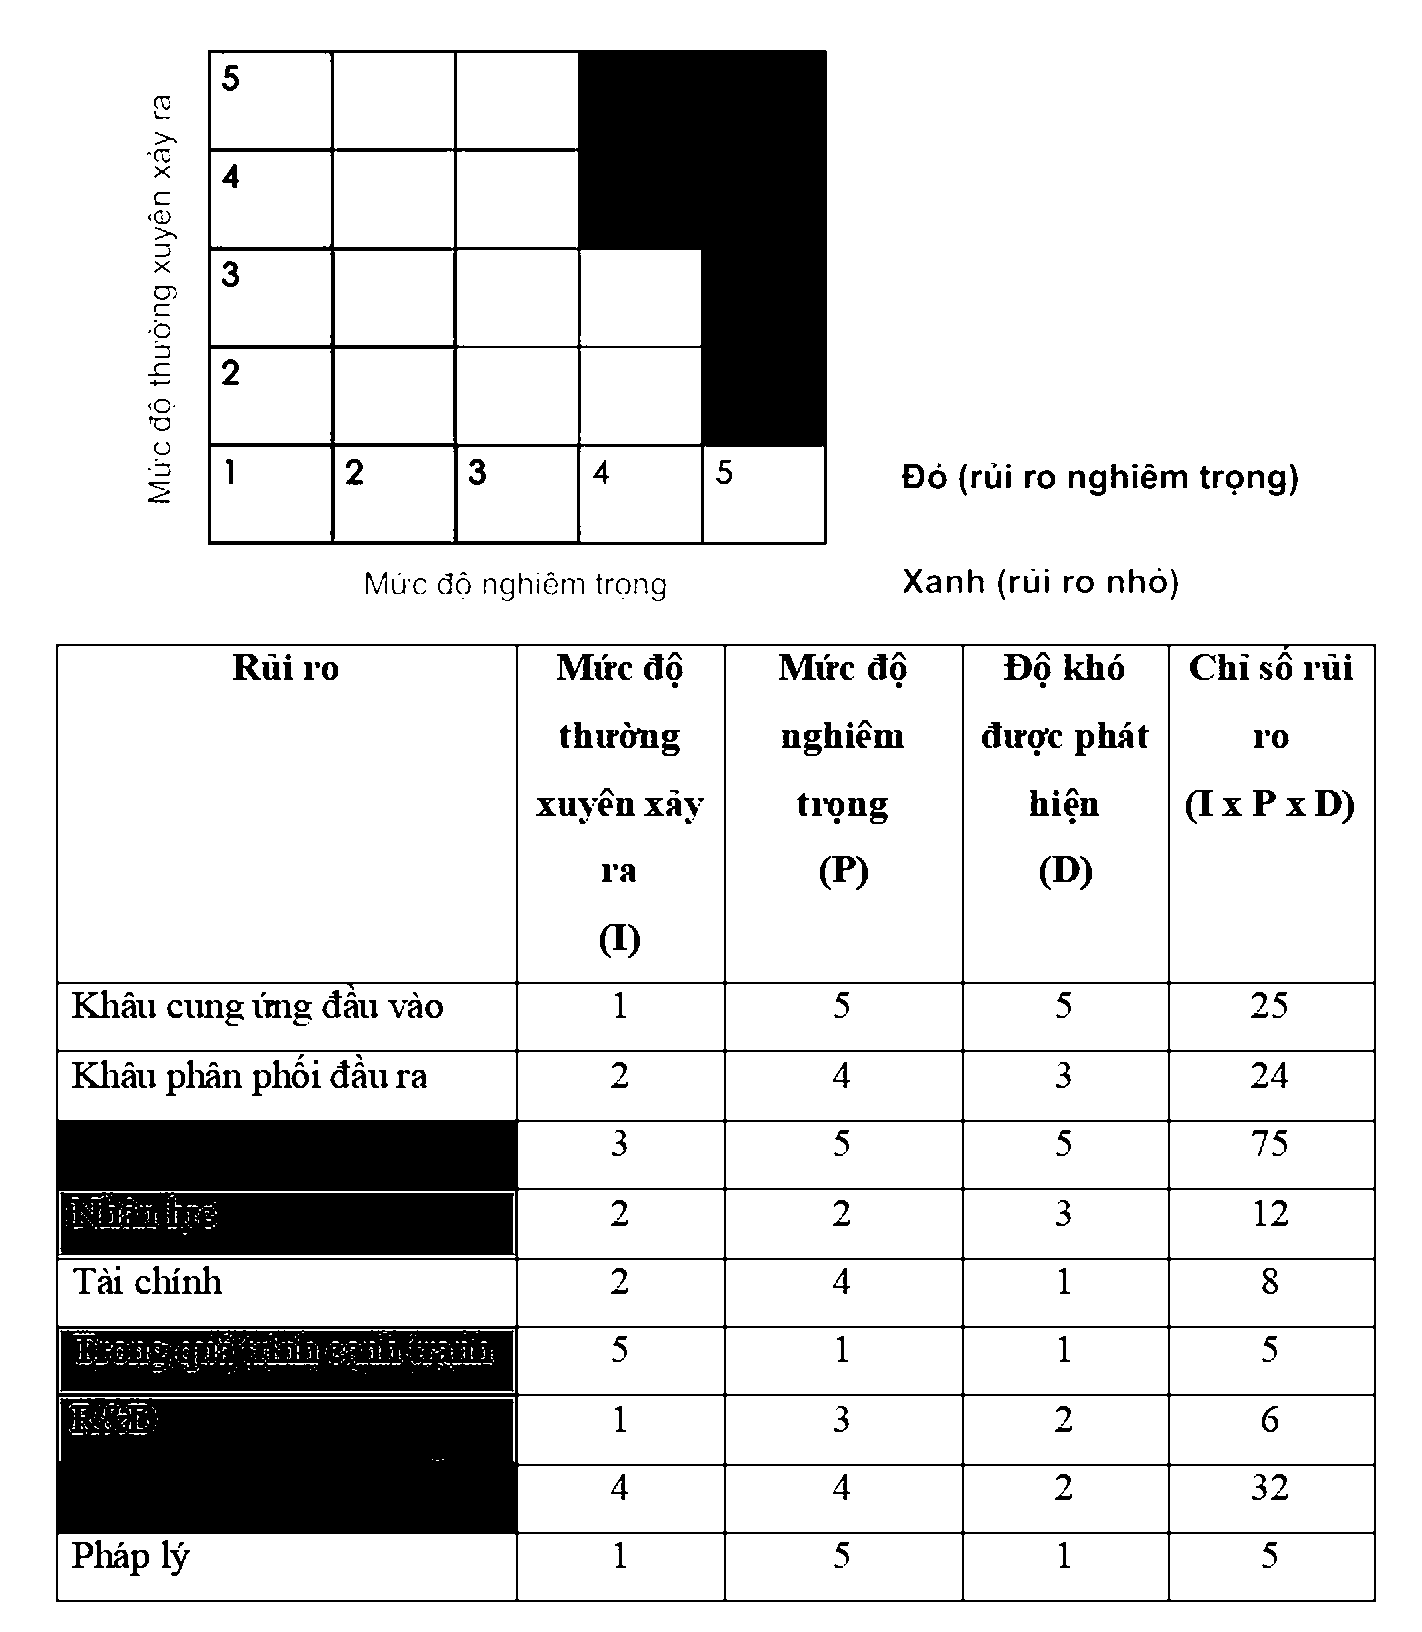 Mức độ thường xuyên xảy ra
5
4
3
2
1 2 3 4 5
Mức độ nghiêm trọng
Đỏ (rủi ro nghiêm trọng)
Xanh (rủi ro nhỏ)
Rủi ro Mức độ thường xuyên xảy ra (I) Mức độ nghiêm trọng (P) Độ khó được phát hiện (D) Chỉ số rủi ro (I x P x D)
Khâu cung ứng đầu vào 1 5 5 25
Khâu phân phối đầu ra 2 4 3 24
3 5 5 75
Nhân lực 2 2 3 12
Tài chính 2 4 1 8
Trong quá trình cạnh tranh 5 1 1 5
R&D 1 3 2 6
4 4 2 32
Pháp lý 1 5 1 5